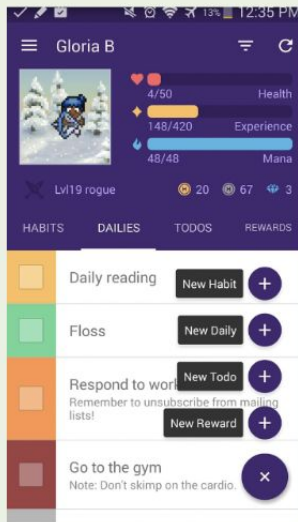 13% 12:35 PM
Gloria B
4/50 Health
148/420 Experience
48/48 Mana
Lvl19 rogue 20 67 3
HABITS DAILIES TODOS REWARDS
Daily reading
New Habit
Floss
New Daily
Respond to work
New Todo
Remember to unsubscribe from mailing
lists!
New Reward
Go to the gym
Note: Don't skimp on the cardio.